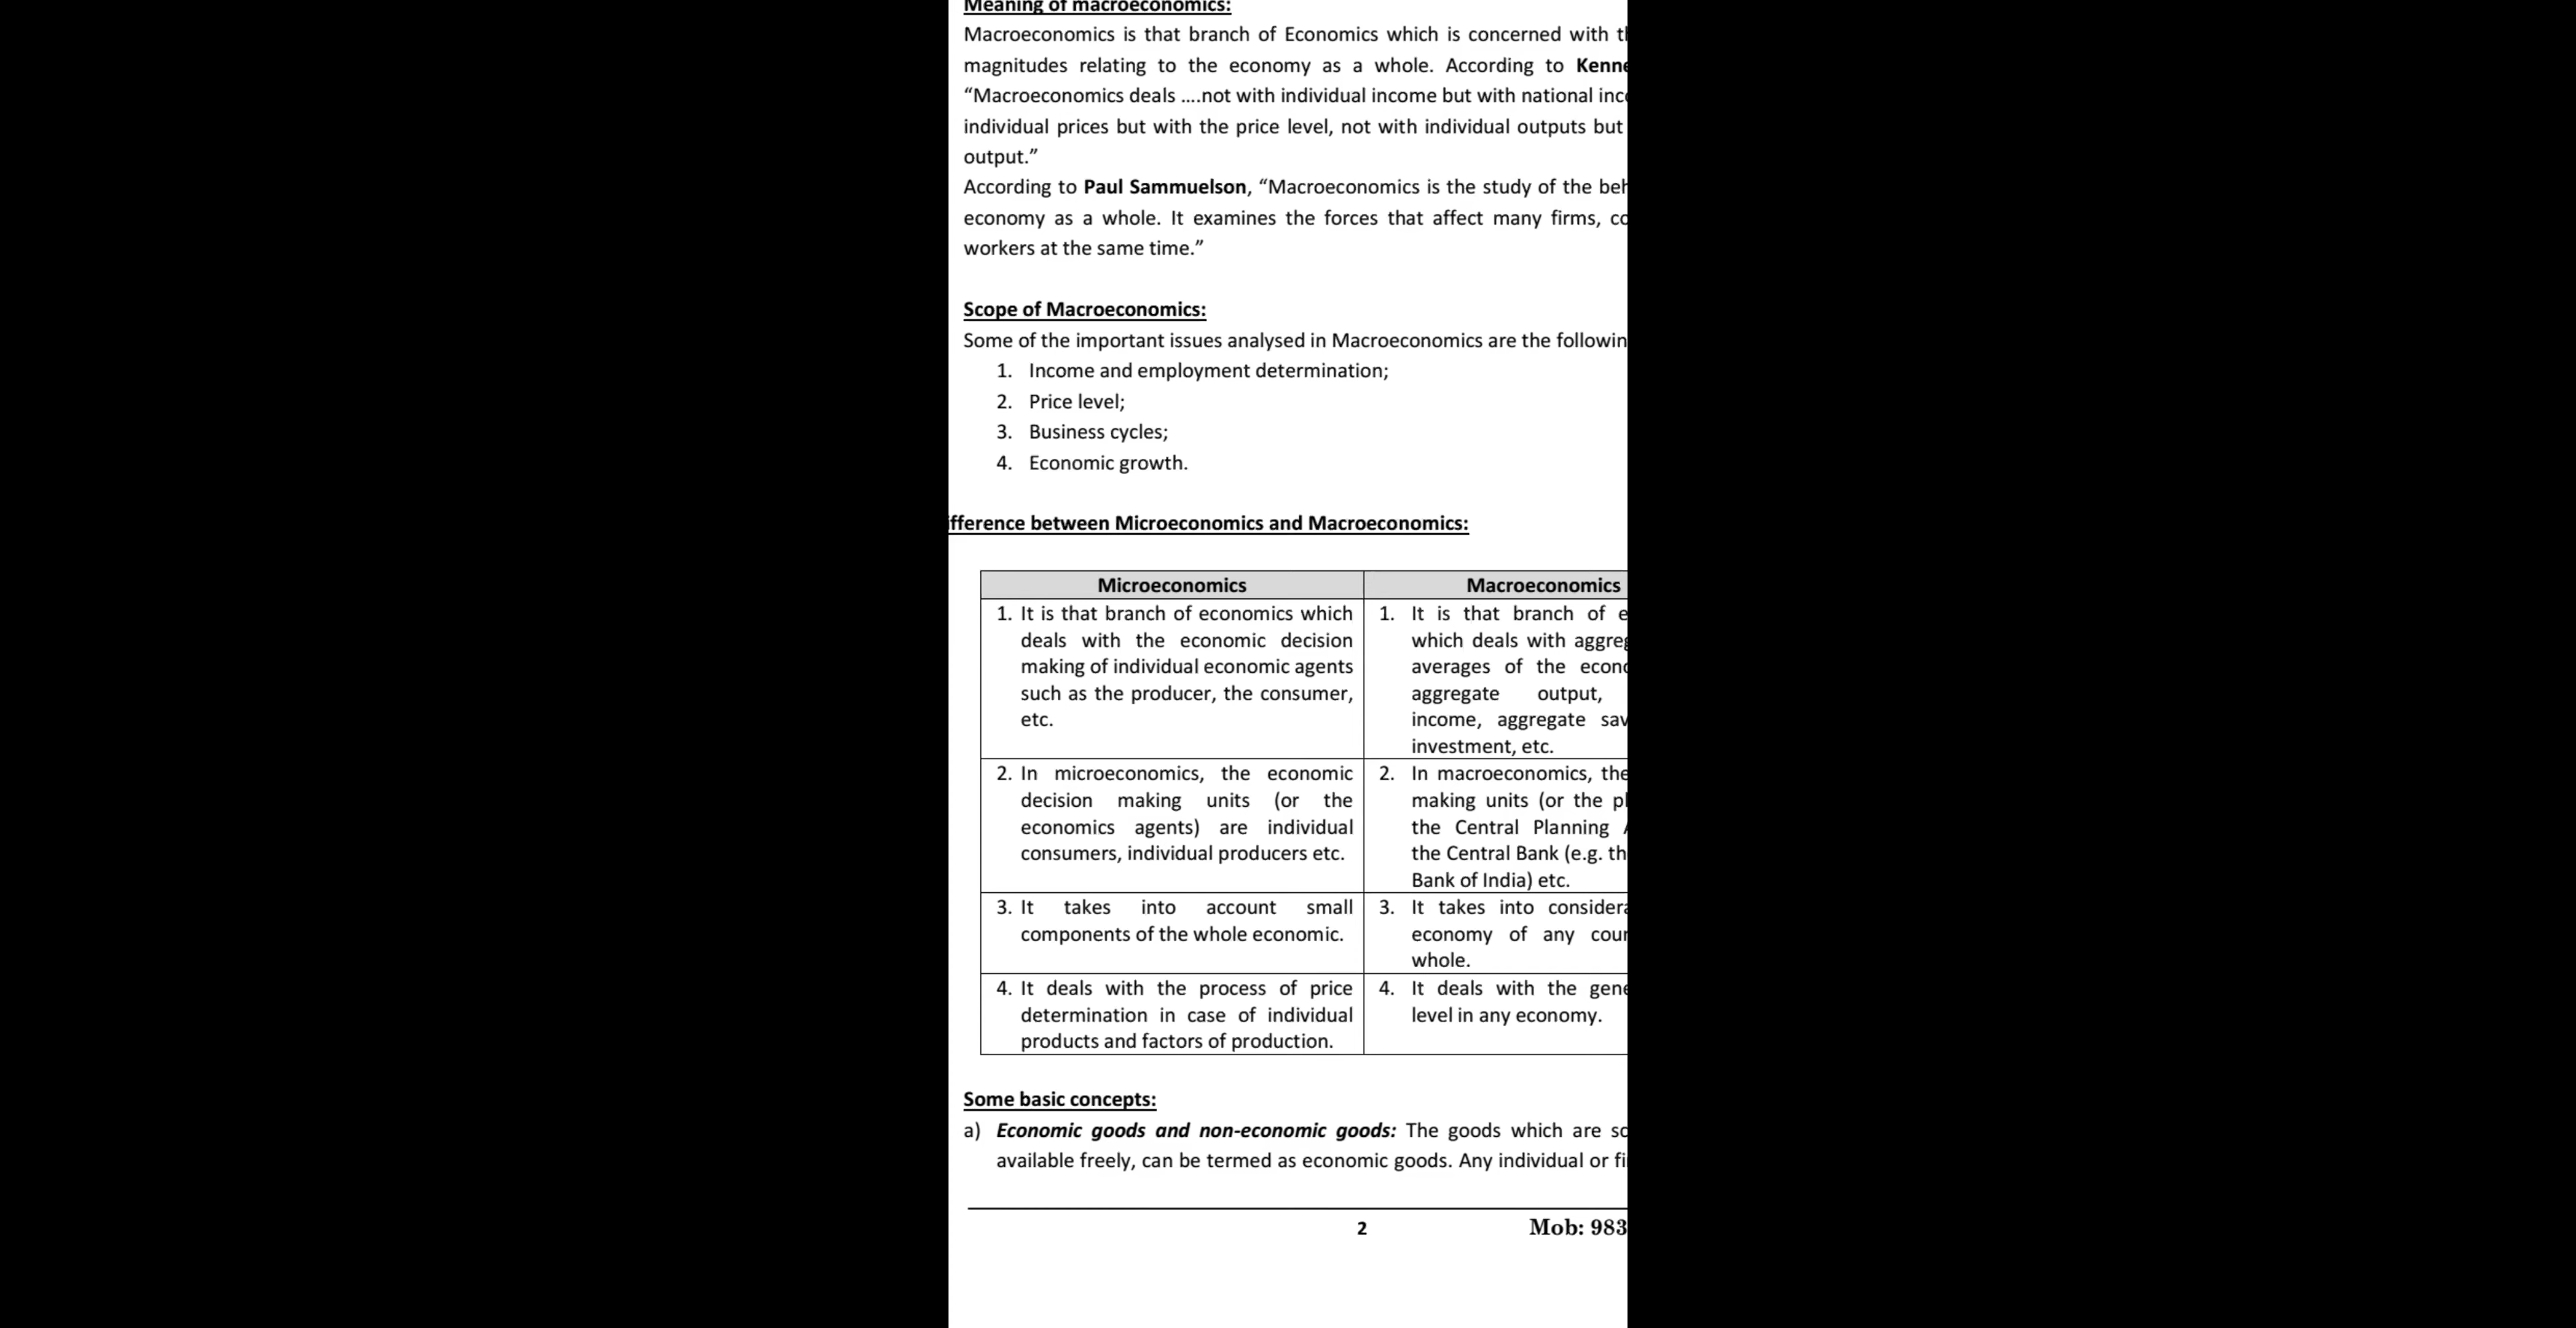 Meaning of macroeconomics:
Macroeconomics is that branch of Economics which is concerned with
magnitudes relating to the economy as a whole. According to
“Macroeconomics deals ....not with individual income but with national
individual prices but with the price level, not with individual outputs but
output.”
According to Paul Sammuelson, “Macroeconomics is the study of the
economy as a whole. It examines the forces that affect many firms,
workers at the same time.”
Scope of Macroeconomics:
Some of the important issues analysed in Macroeconomics are the
1. Income and employment determination;
2. Price level;
3. Business cycles;
4. Economic growth.
ifference between Microeconomics and Macroeconomics:
Microeconomics
1. It is that branch of economics which
deals with the economic decision
making of individual economic agents
such as the producer, the consumer,
etc.
2. In microeconomics, the economic
decision making units (or the
economics agents) are individual
consumers, individual producers etc.
3. It takes into account small
components of the whole economic.
4. It deals with the process of price
determination in case of individual
products and factors of production.
Macroeconomics
1. It is that branch of
which deals with
averages of the
aggregate output,
income, aggregate
investment, etc.
2. In macroeconomics, the
making units (or the
the Central Planning
the Central Bank (e.g.
Bank of India) etc.
3. It takes into
economy of any
whole.
4. It deals with the
level in any economy.
Some basic concepts:
a) Economic goods and non-economic goods: The goods which are
available freely, can be termed as economic goods. Any individual or
2
Mob: 983